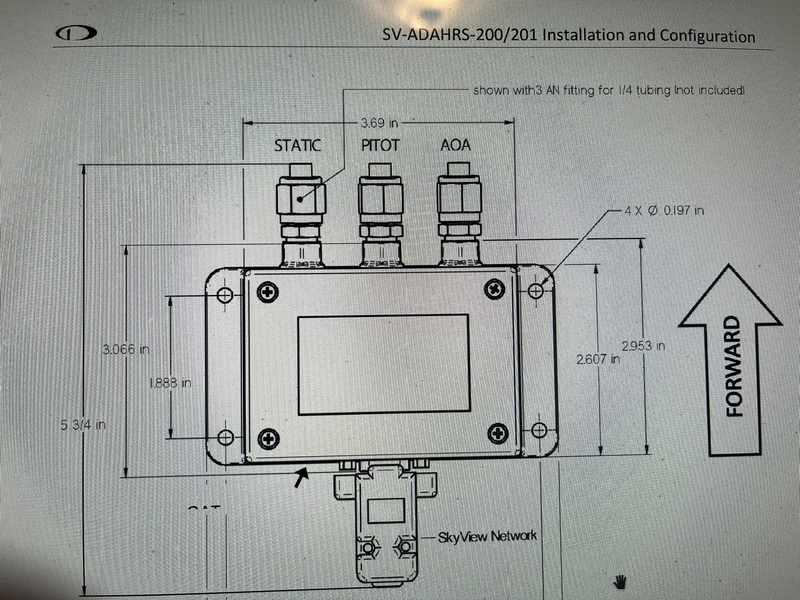 SV-ADAHRS-200/201 Installation and Configuration
shown with3 AN fitting for 1/4 tubing (not included)
3.69 in
STATIC PITOT AOA
4 X Ø 0.197 in
3.066 in
1.888 in
2.607 in
2.953 in
5 3/4 in
FORWARD
SkyView Network